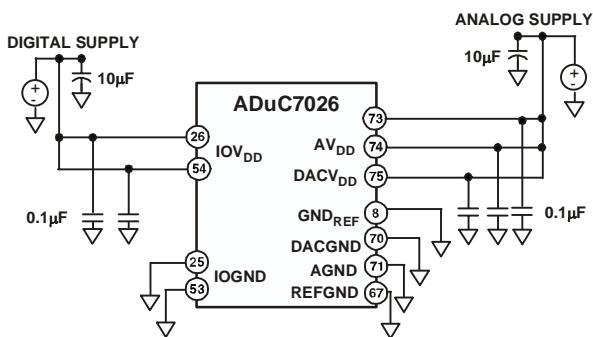 DIGITAL SUPPLY
ANALOG SUPPLY
+
-
10µF
10µF
+
-
ADuC7026
26
54
IOVDD
73
74
75
AVDD
DACVDD
0.1µF
0.1µF
GNDREF
8
DACGND
70
AGND
71
REFGND
67
25
53
IOGND